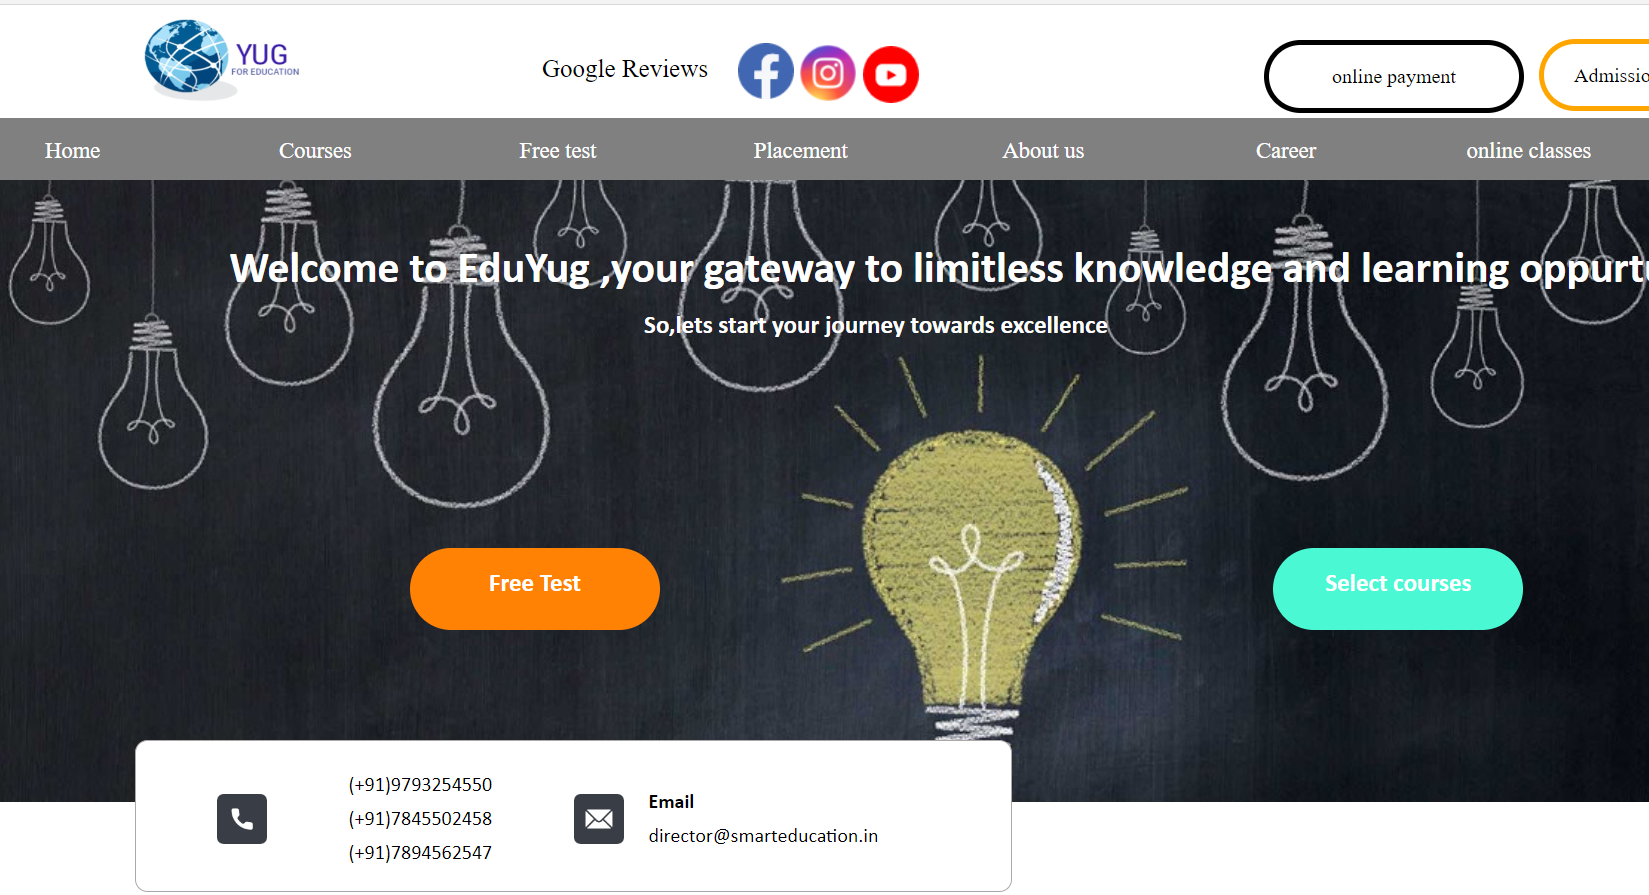 YUG
FOR EDUCATION
Google Reviews
online payment
Home
Courses
Free test
Placement
About us
Career
online classes
Welcome to EduYug ,your gateway to limitless knowledge and learning
So,lets start your journey towards excellence
Free Test
Select courses
(+91)9793254550
(+91)7845502458
(+91)7894562547
Email
director@smarteducation.in